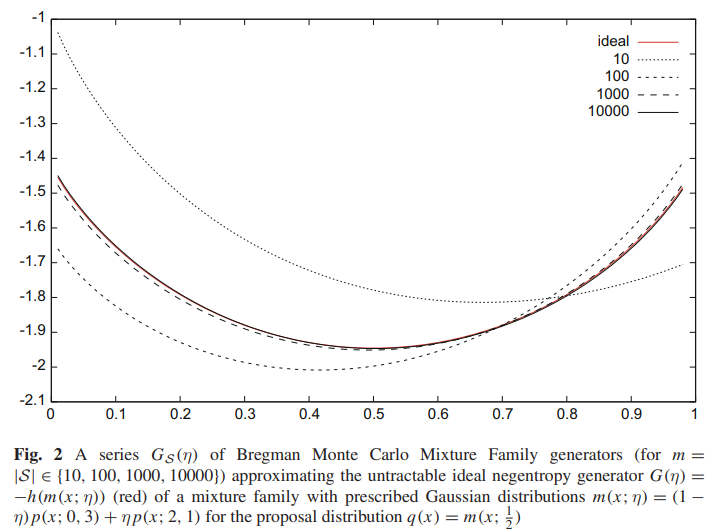 -1
-1.1
-1.2
-1.3
-1.4
-1.5
-1.6
-1.7
-1.8
-1.9
-2
-2.1
0 0.1 0.2 0.3 0.4 0.5 0.6 0.7 0.8 0.9 1
ideal
10
100
1000
10000
Fig. 2 A series G_S(η) of Bregman Monte Carlo Mixture Family generators (for m =
|S| ∈ {10, 100, 1000, 10000}) approximating the untractable ideal negentropy generator G(η) =
−h(m(x; η)) (red) of a mixture family with prescribed Gaussian distributions m(x; η) = (1 −
η)p(x; 0, 3) + ηp(x; 2, 1) for the proposal distribution q(x) = m(x; 1/2)